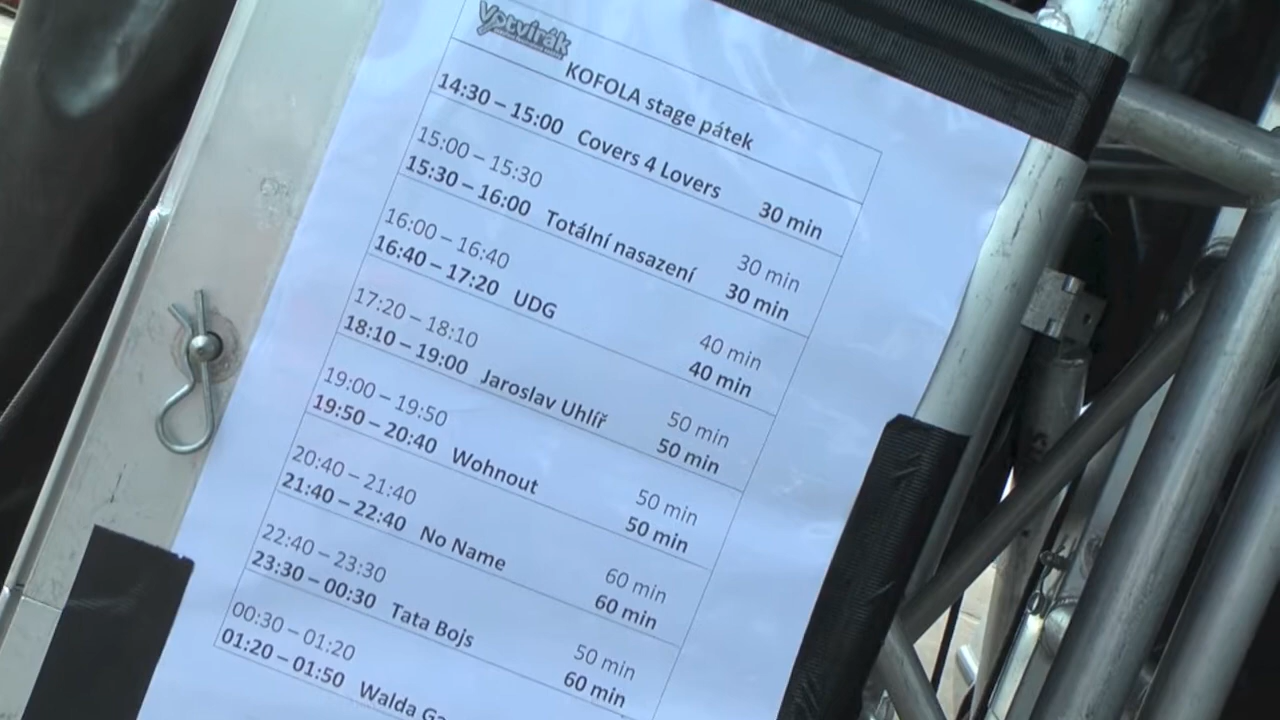 Votvírák
KOFOLA stage pátek
14:30 – 15:00 Covers 4 Lovers 30 min
15:00 – 15:30 30 min
15:30 – 16:00 Totální nasazení 30 min
16:00 – 16:40 40 min
16:40 – 17:20 UDG 40 min
17:20 – 18:10 50 min
18:10 – 19:00 Jaroslav Uhlíř 50 min
19:00 – 19:50 50 min
19:50 – 20:40 Wohnout 50 min
20:40 – 21:40 60 min
21:40 – 22:40 No Name 60 min
22:40 – 23:30 50 min
23:30 – 00:30 Tata Bojs 60 min
00:30 – 01:20
01:20 – 01:50 Walda Ga